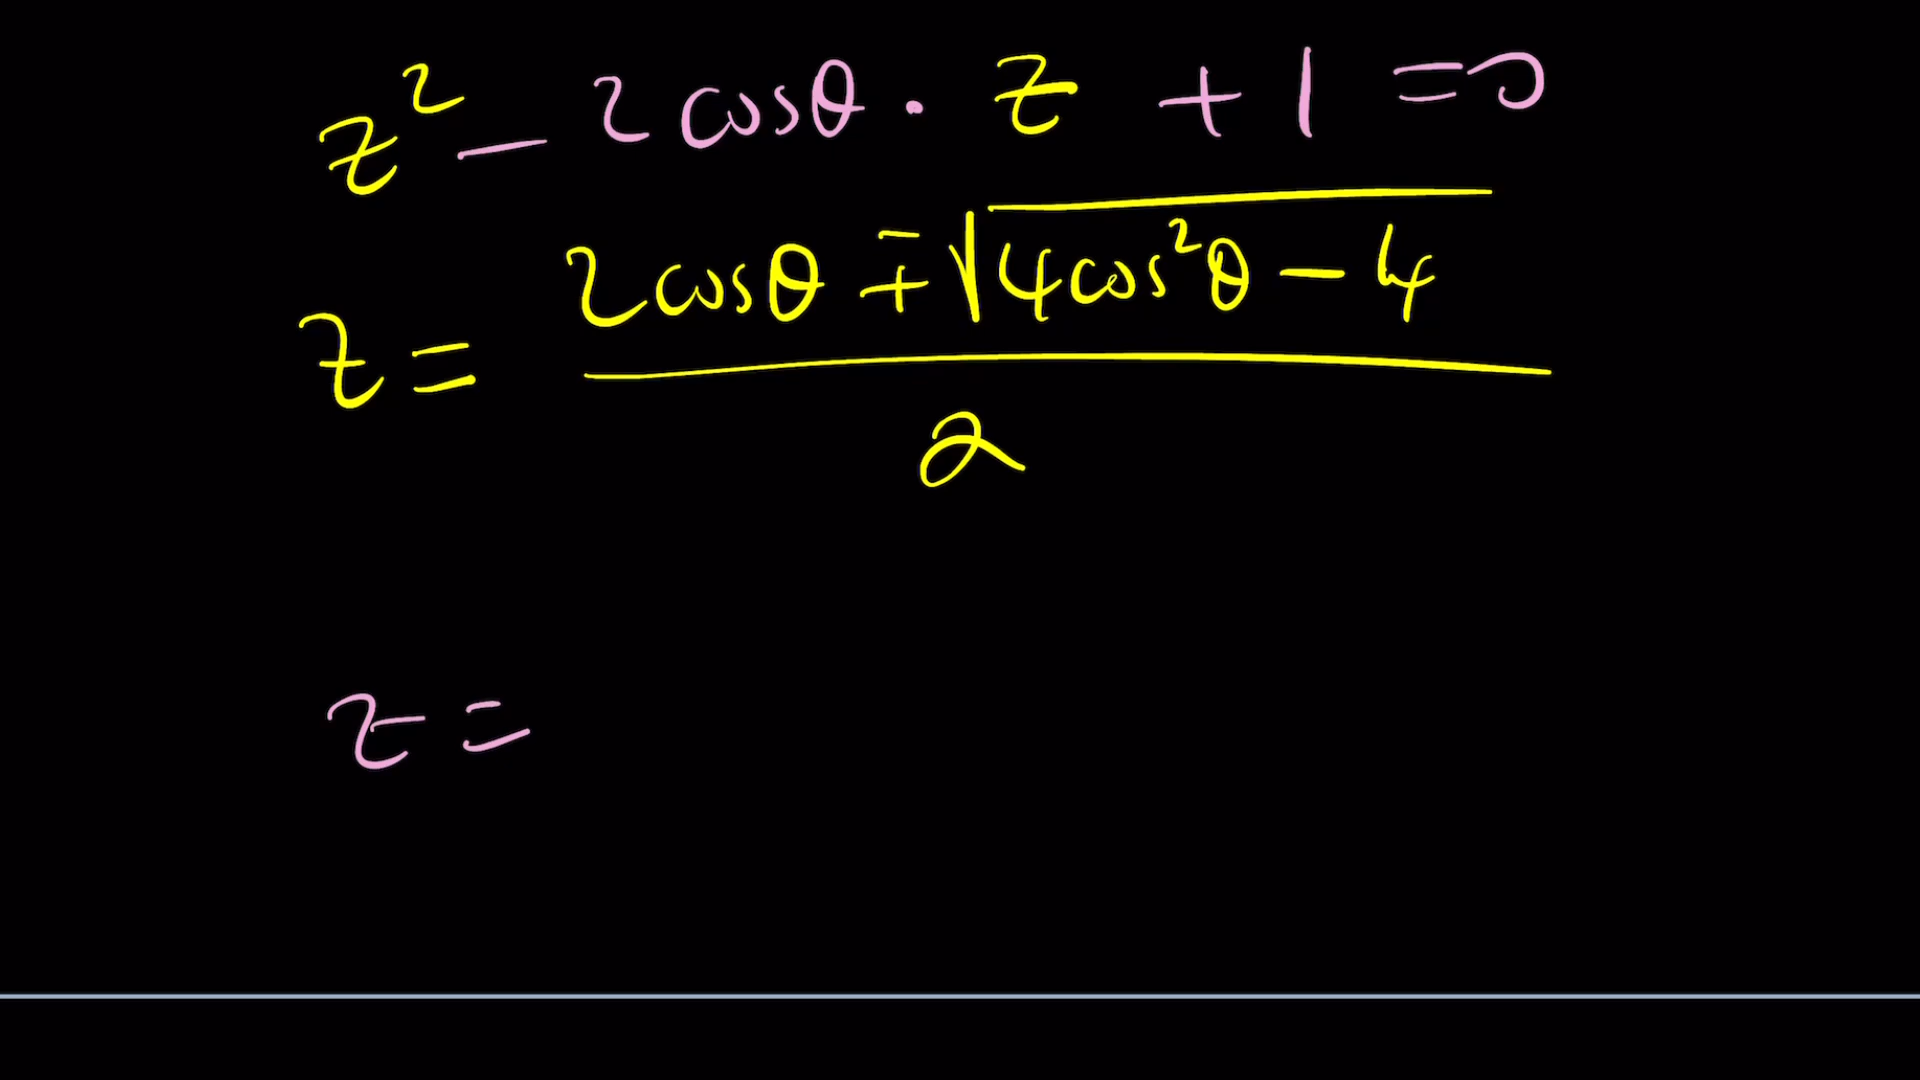 z² - 2cosθ · z + 1 = 0
z = (2cosθ ∓ √(4cos²θ - 4)) / 2
z =